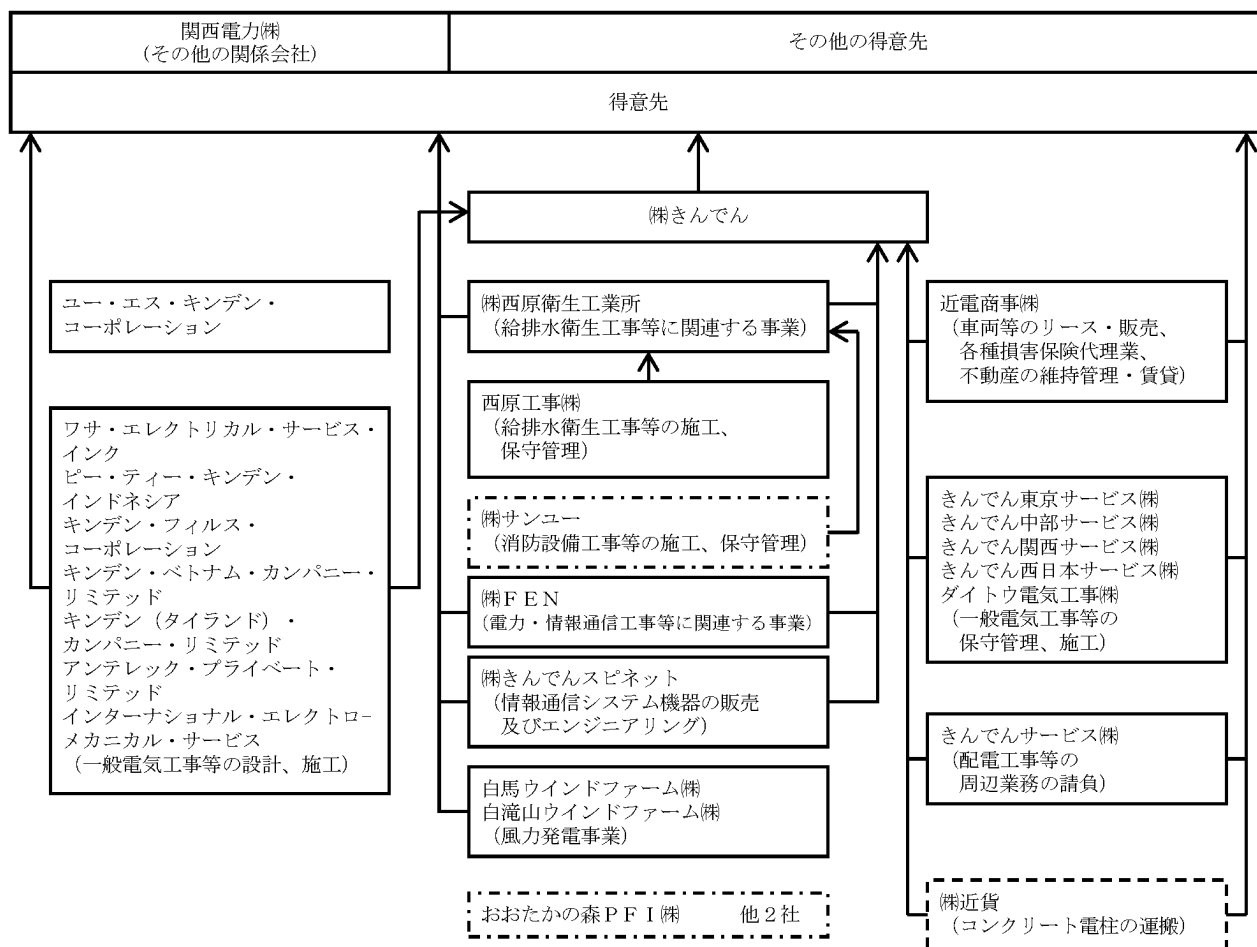 関西電力㈱
(その他の関係会社)
その他の得意先
得意先
㈱きんでん
ユー・エス・キンデン・
コーポレーション
ワサ・エレクトリカル・サービス・
インク
ピー・ティー・キンデン・
インドネシア
キンデン・フィルス・
コーポレーション
キンデン・ベトナム・カンパニー・
リミテッド
キンデン（タイランド）・
カンパニー・リミテッド
アンテレック・プライベート・
リミテッド
インターナショナル・エレクトロ-
メカニカル・サービス
（一般電気工事等の設計、施工）
㈱西原衛生工業所
（給排水衛生工事等に関連する事業）
西原工事㈱
（給排水衛生工事等の施工、
保守管理）
㈱サンユー
（消防設備工事等の施工、保守管理）
㈱ＦＥＮ
（電力・情報通信工事等に関連する事業）
㈱きんでんスピネット
（情報通信システム機器の販売
及びエンジニアリング）
白馬ウインドファーム㈱
白滝山ウインドファーム㈱
（風力発電事業）
おおたかの森ＰＦＩ㈱　　他２社
近電商事㈱
（車両等のリース・販売、
各種損害保険代理業、
不動産の維持管理・賃貸）
きんでん東京サービス㈱
きんでん中部サービス㈱
きんでん関西サービス㈱
きんでん西日本サービス㈱
ダイトウ電気工事㈱
（一般電気工事等の
保守管理、施工）
きんでんサービス㈱
（配電工事等の
周辺業務の請負）
㈱近貨
（コンクリート電柱の運搬）